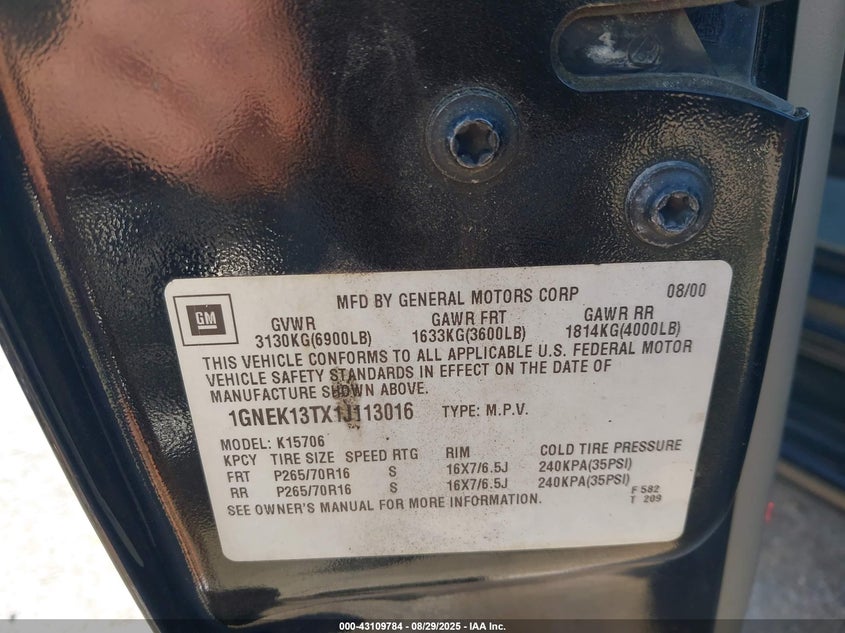 GM
MFD BY GENERAL MOTORS CORP 08/00
GVWR GAWR FRT GAWR RR
3130KG(6900LB) 1633KG(3600LB) 1814KG(4000LB)
THIS VEHICLE CONFORMS TO ALL APPLICABLE U.S. FEDERAL MOTOR
VEHICLE SAFETY STANDARDS IN EFFECT ON THE DATE OF
MANUFACTURE SHOWN ABOVE.
1GNEK13TX1J113016 TYPE: M.P.V.
MODEL: K15706
KPCY TIRE SIZE SPEED RTG RIM COLD TIRE PRESSURE
FRT P265/70R16 S 16X7/6.5J 240KPA(35PSI)
RR P265/70R16 S 16X7/6.5J 240KPA(35PSI)
SEE OWNER'S MANUAL FOR MORE INFORMATION.
F 582
T 209
000-43109784 - 08/29/2025 - IAA Inc.